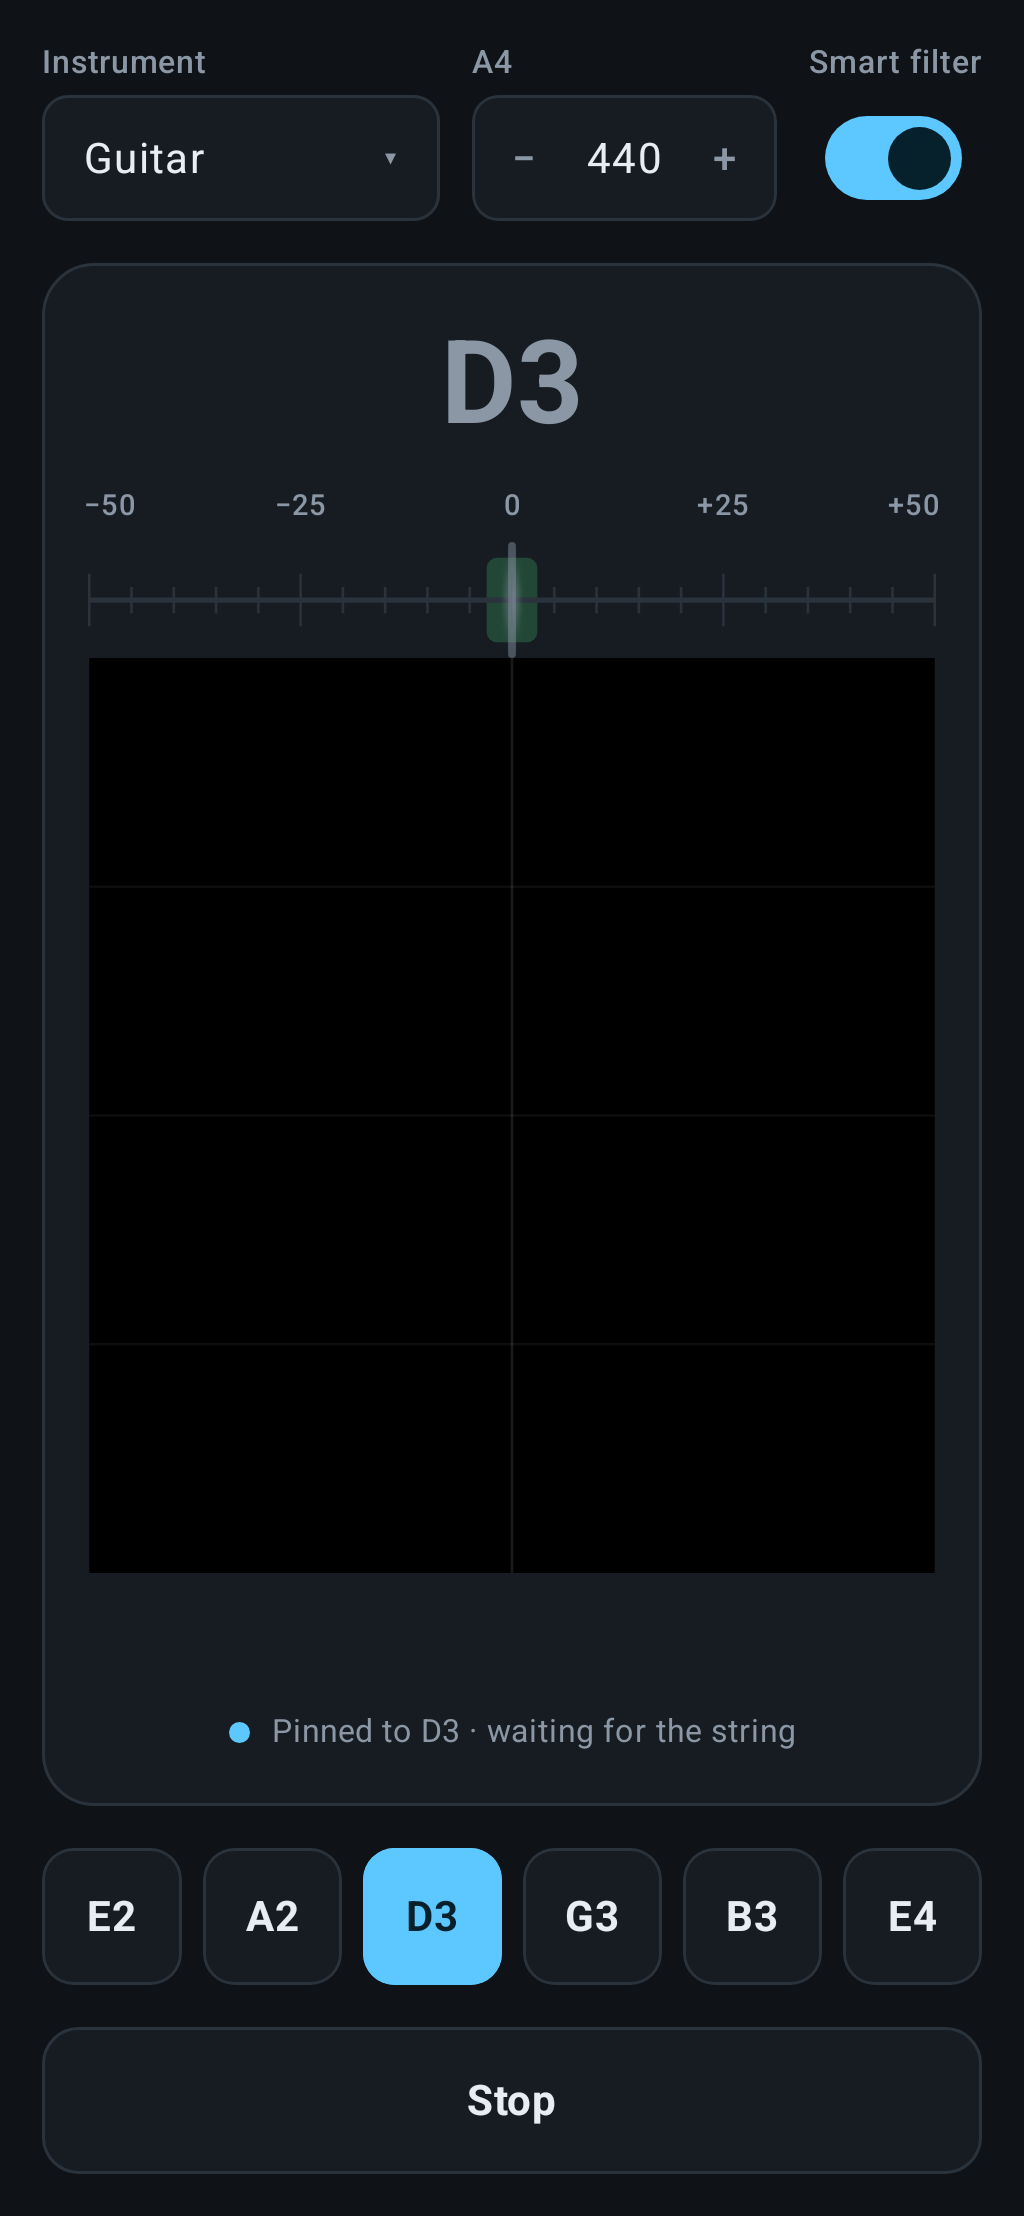 Instrument A4 Smart filter
Guitar ▾ − 440 +
D3
−50 −25 0 +25 +50
Pinned to D3 · waiting for the string
E2 A2 D3 G3 B3 E4
Stop